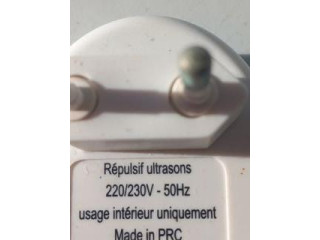 Répulsif ultrasons
220/230V - 50Hz
usage intérieur uniquement
Made in PRC